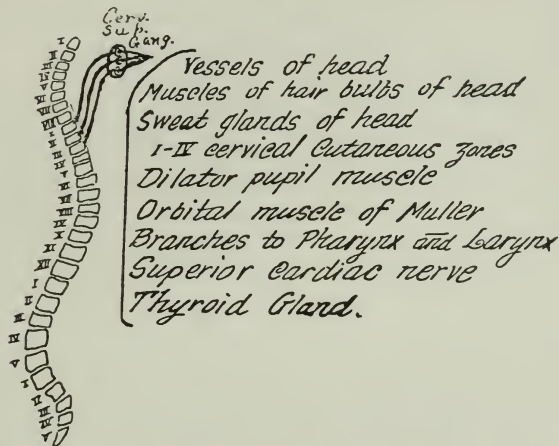 Cerv.
Sup.
Gang.
Vessels of head
Muscles of hair bulbs of head
Sweat glands of head
I-IV cervical Cutaneous zones
Dilator pupil muscle
Orbital muscle of Muller
Branches to Pharynx and Larynx
Superior Cardiac nerve
Thyroid Gland.